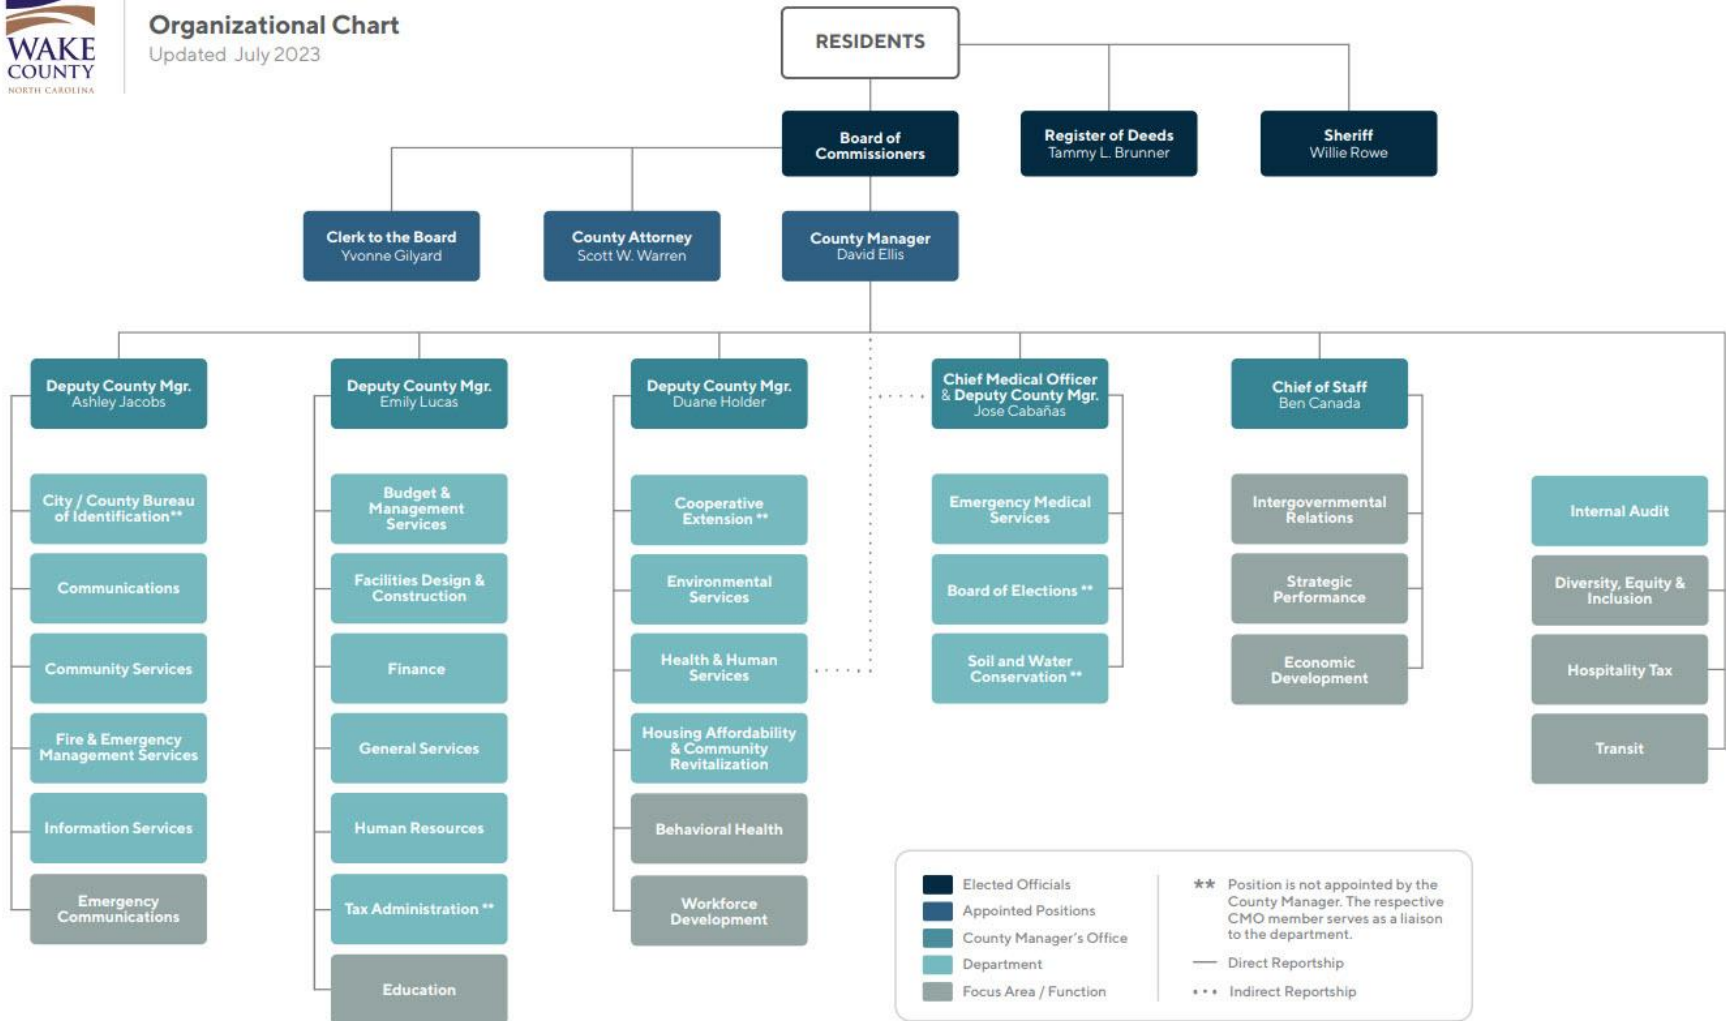 WAKE
COUNTY
NORTH CAROLINA
Organizational Chart
Updated July 2023
RESIDENTS
Board of
Commissioners
Register of Deeds
Tammy L. Brunner
Sheriff
Willie Rowe
Clerk to the Board
Yvonne Gilyard
County Attorney
Scott W. Warren
County Manager
David Ellis
Deputy County Mgr.
Ashley Jacobs
City / County Bureau
of Identification**
Communications
Community Services
Fire & Emergency
Management Services
Information Services
Emergency
Communications
Deputy County Mgr.
Emily Lucas
Budget &
Management
Services
Facilities Design &
Construction
Finance
General Services
Human Resources
Tax Administration **
Education
Deputy County Mgr.
Duane Holder
Cooperative
Extension **
Environmental
Services
Health & Human
Services
Housing Affordability
& Community
Revitalization
Behavioral Health
Workforce
Development
Chief Medical Officer
& Deputy County Mgr.
Jose Cabañas
Emergency Medical
Services
Board of Elections **
Soil and Water
Conservation **
Chief of Staff
Ben Canada
Intergovernmental
Relations
Strategic
Performance
Economic
Development
Internal Audit
Diversity, Equity &
Inclusion
Hospitality Tax
Transit
Elected Officials
Appointed Positions
County Manager's Office
Department
Focus Area / Function
** Position is not appointed by the
County Manager. The respective
CMO member serves as a liaison
to the department.
Direct Reportship
Indirect Reportship